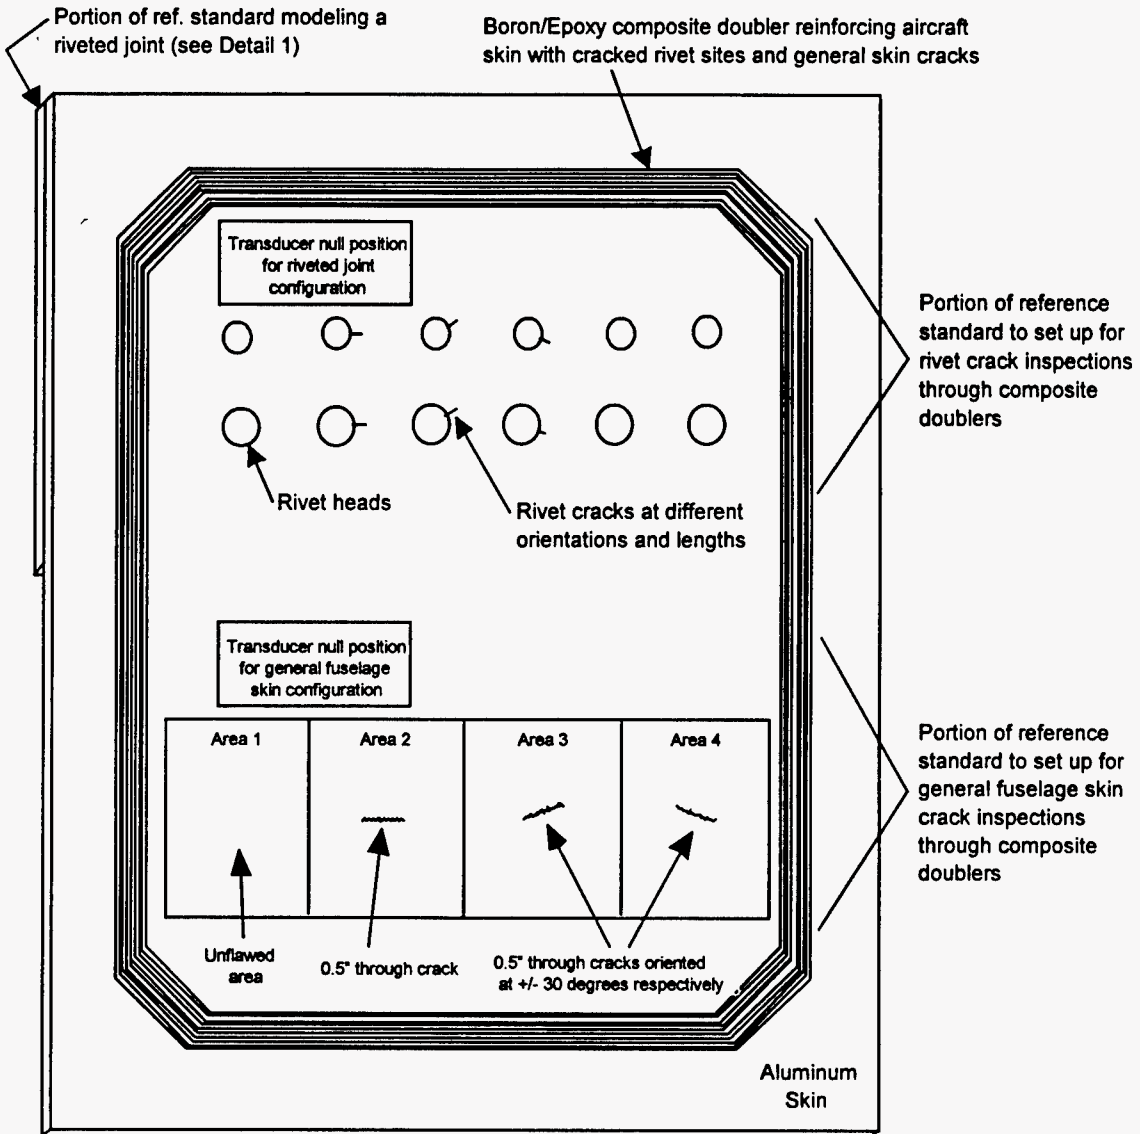 Portion of ref. standard modeling a
riveted joint (see Detail 1)
Boron/Epoxy composite doubler reinforcing aircraft
skin with cracked rivet sites and general skin cracks
Transducer null position
for riveted joint
configuration
Portion of reference
standard to set up for
rivet crack inspections
through composite
doublers
Rivet heads
Rivet cracks at different
orientations and lengths
Transducer null position
for general fuselage
skin configuration
Area 1
Area 2
Area 3
Area 4
Portion of reference
standard to set up for
general fuselage skin
crack inspections
through composite
doublers
Unflawed
area
0.5" through crack
0.5" through cracks oriented
at +/- 30 degrees respectively
Aluminum
Skin